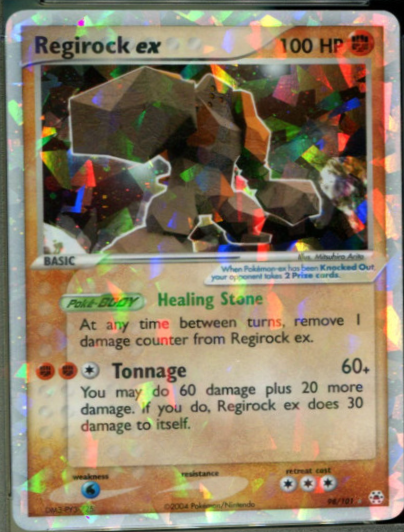 Regirock ex 100 HP
BASIC
Illus. Mitsuhiro Arita
When Pokémon-ex has been Knocked Out,
your opponent takes 2 Prize cards.
Poké-BODY Healing Stone
At any time between turns, remove 1
damage counter from Regirock ex.
Tonnage 60+
You may do 60 damage plus 20 more
damage. If you do, Regirock ex does 30
damage to itself.
weakness resistance retreat cost
©2004 Pokémon/Nintendo 98/101